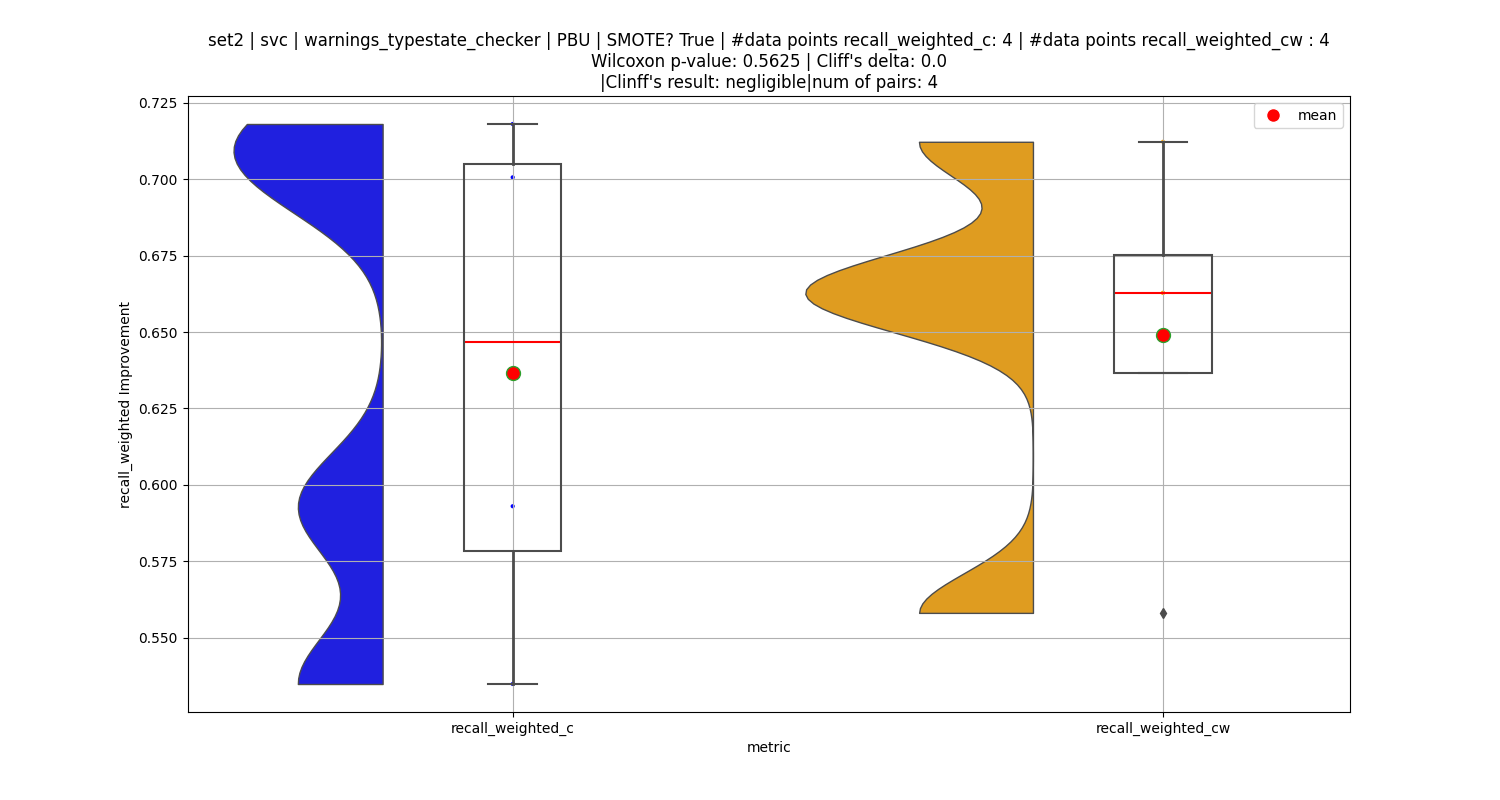 set2 | svc | warnings_typestate_checker | PBU | SMOTE? True | #data points recall_weighted_c: 4 | #data points recall_weighted_cw : 4
Wilcoxon p-value: 0.5625 | Cliff's delta: 0.0
|Clinff's result: negligible|num of pairs: 4
mean
0.725
0.700
0.675
0.650
0.625
0.600
0.575
0.550
recall_weighted Improvement
recall_weighted_c
recall_weighted_cw
metric